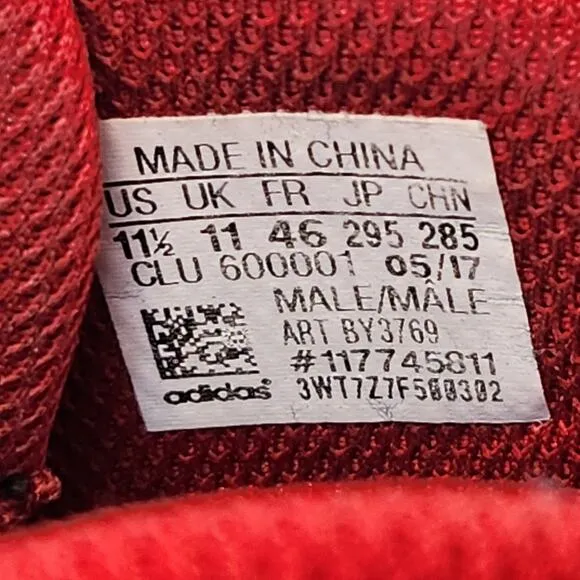 MADE IN CHINA
US UK FR JP CHN
11½ 11 46 295 285
CLU 600001 05/17
MALE/MÂLE
ART BY3769
#117745811
adidas 3WT7Z7F500302